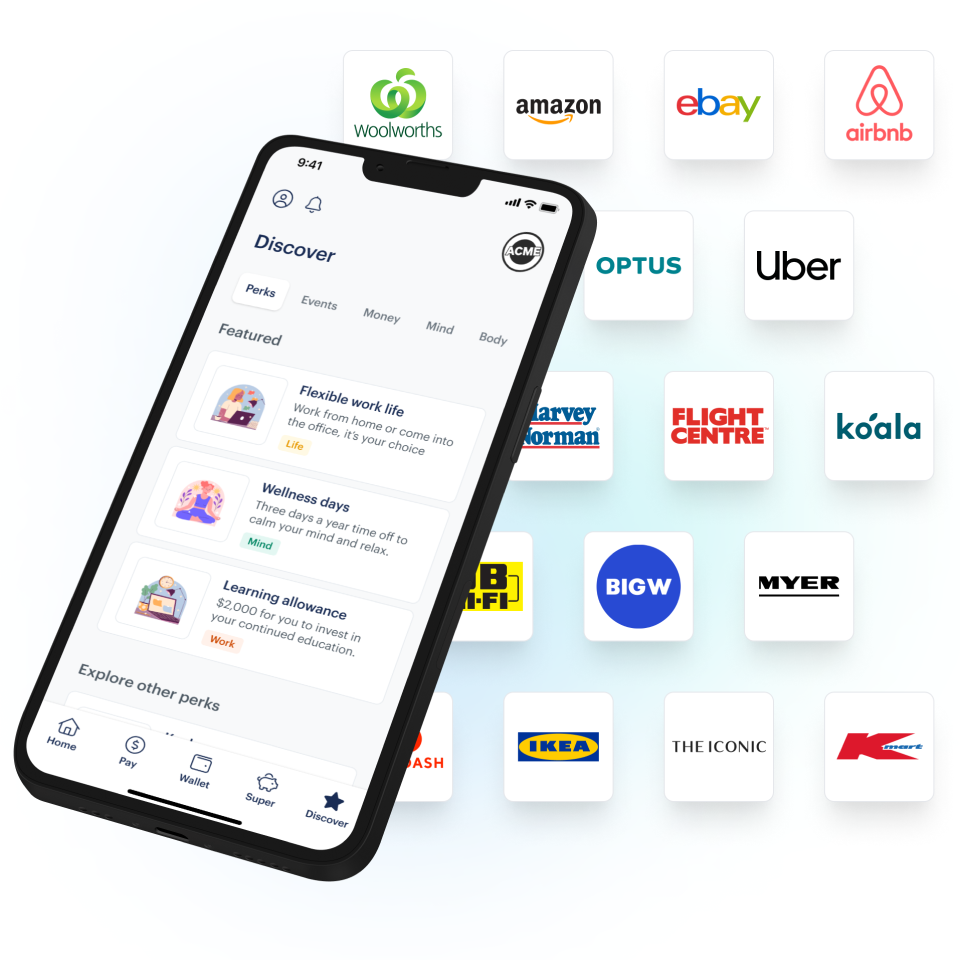 Woolworths
amazon
ebay
airbnb
9:41
Discover
ACME
Perks
Events
Money
Mind
Body
Featured
Flexible work life
Work from home or come into
the office, it's your choice
Life
Wellness days
Three days a year time off to
calm your mind and relax.
Mind
Learning allowance
$2,000 for you to invest in
your continued education.
Work
Explore other perks
Home
Pay
Wallet
Super
Discover
OPTUS
Uber
Harvey
Norman®
FLIGHT
CENTRE™
koala
JB
HI-FI
BIG W
MYER
DASH
IKEA
THE ICONIC
Kmart